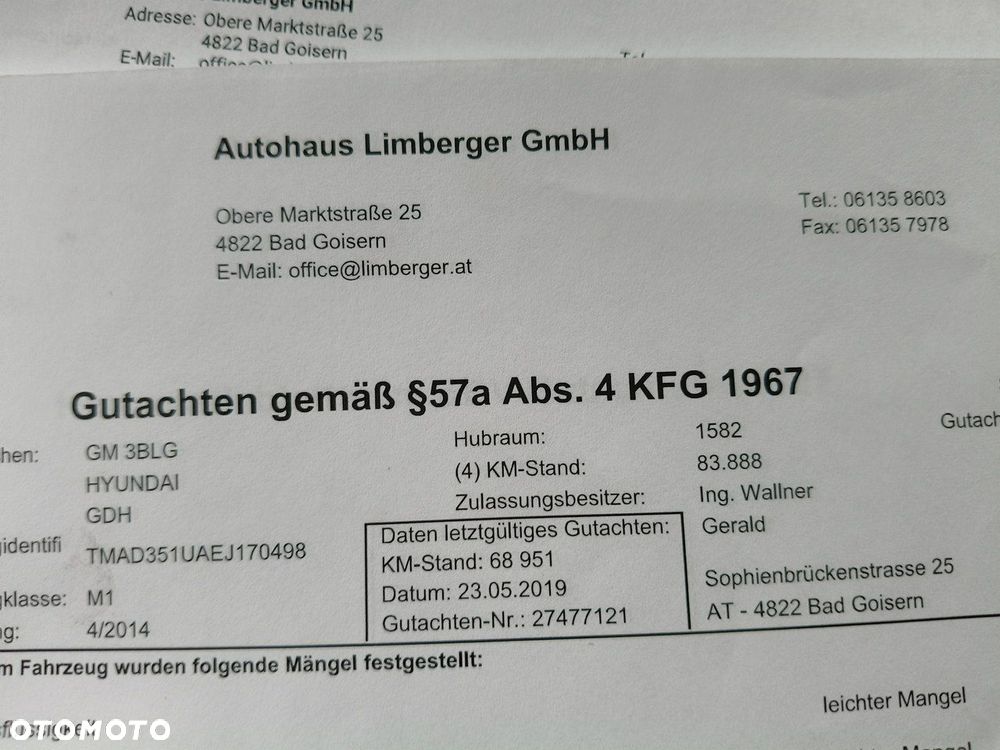 Limberger GmbH
Adresse: Obere Marktstraße 25
4822 Bad Goisern
E-Mail:
Autohaus Limberger GmbH
Obere Marktstraße 25
4822 Bad Goisern
E-Mail: office@limberger.at
Tel.: 06135 8603
Fax: 06135 7978
Gutachten gemäß §57a Abs. 4 KFG 1967
hen: GM 3BLG
HYUNDAI
GDH
identifi TMAD351UAEJ170498
klasse: M1
g: 4/2014
Hubraum: 1582
(4) KM-Stand: 83.888
Zulassungsbesitzer: Ing. Wallner
Gerald
Sophienbrückenstrasse 25
AT - 4822 Bad Goisern
Gutach
Daten letztgültiges Gutachten:
KM-Stand: 68 951
Datum: 23.05.2019
Gutachten-Nr.: 27477121
m Fahrzeug wurden folgende Mängel festgestellt:
leichter Mangel
OTOMOTO